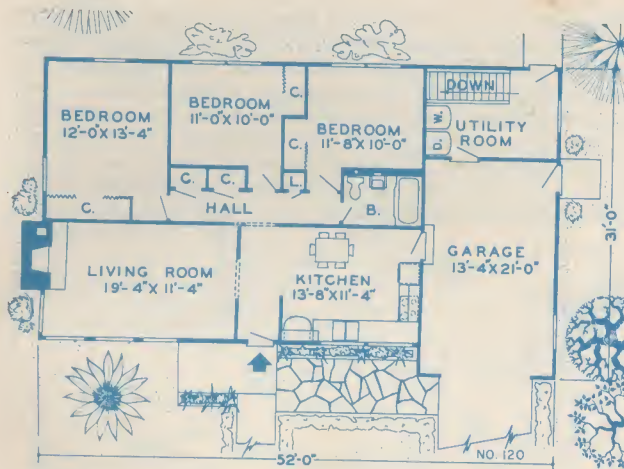 BEDROOM
12'-0"X13'-4"
BEDROOM
11'-0"X10'-0"
C.
C.
BEDROOM
11'-8"X10'-0"
DOWN
W.
D.
UTILITY
ROOM
C.
C.
L.
B.
C.
HALL
LIVING ROOM
19'-4"X11'-4"
KITCHEN
13'-8"X11'-4"
GARAGE
13'-4X21'-0"
31'-0"
52'-0"
NO. 120